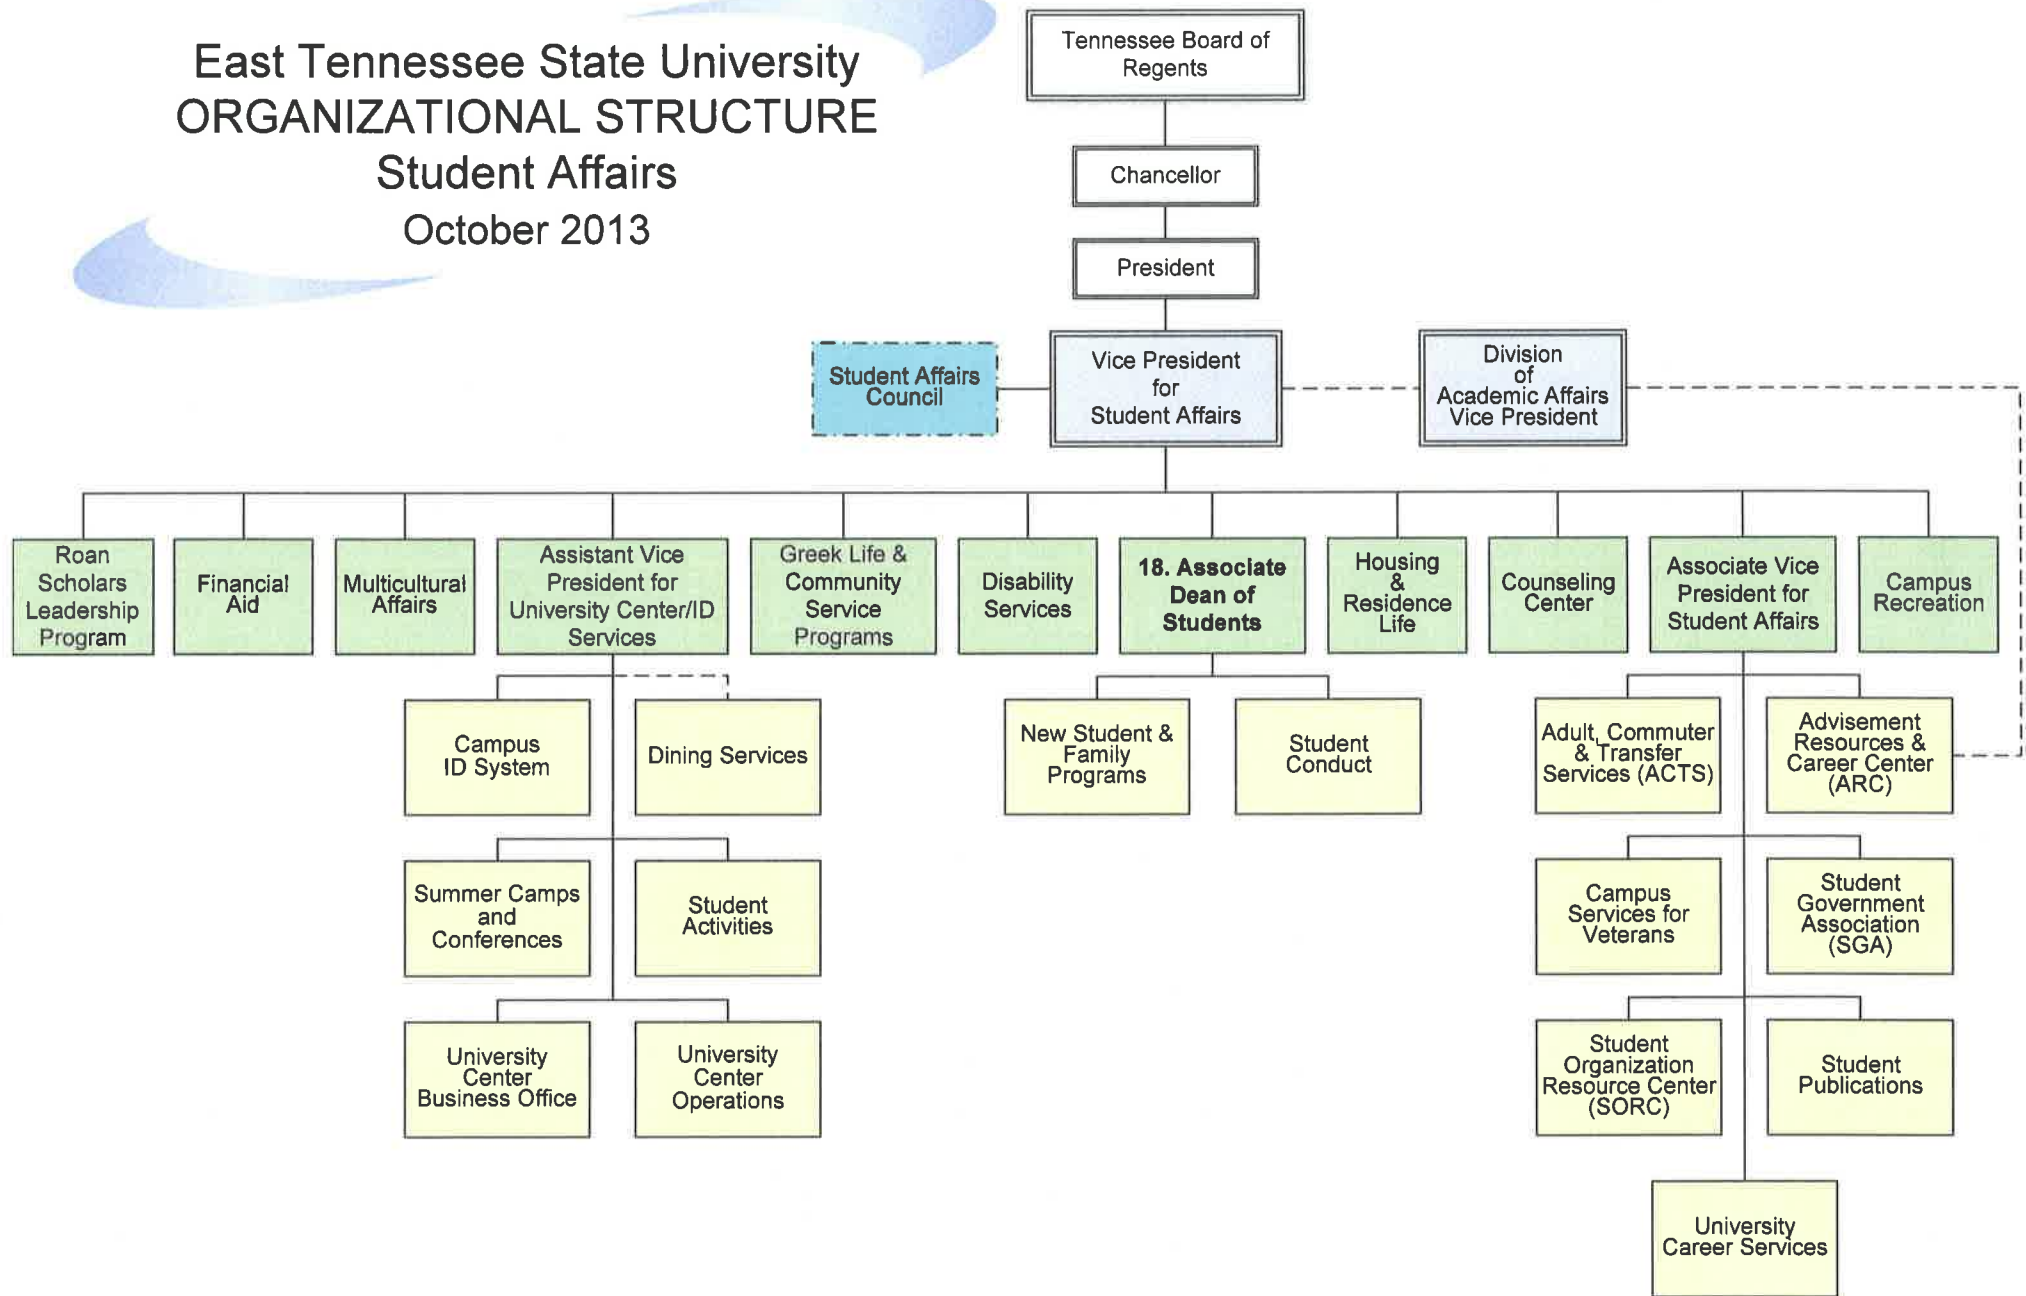 East Tennessee State University
ORGANIZATIONAL STRUCTURE
Student Affairs
October 2013
Tennessee Board of
Regents
Chancellor
President
Student Affairs
Council
Vice President
for
Student Affairs
Division
of
Academic Affairs
Vice President
Roan
Scholars
Leadership
Program
Financial
Aid
Multicultural
Affairs
Assistant Vice
President for
University Center/ID
Services
Greek Life &
Community
Service
Programs
Disability
Services
18. Associate
Dean of
Students
Housing
&
Residence
Life
Counseling
Center
Associate Vice
President for
Student Affairs
Campus
Recreation
Campus
ID System
Dining Services
New Student &
Family
Programs
Student
Conduct
Adult, Commuter
& Transfer
Services (ACTS)
Advisement
Resources &
Career Center
(ARC)
Summer Camps
and
Conferences
Student
Activities
Campus
Services for
Veterans
Student
Government
Association
(SGA)
University
Center
Business Office
University
Center
Operations
Student
Organization
Resource Center
(SORC)
Student
Publications
University
Career Services